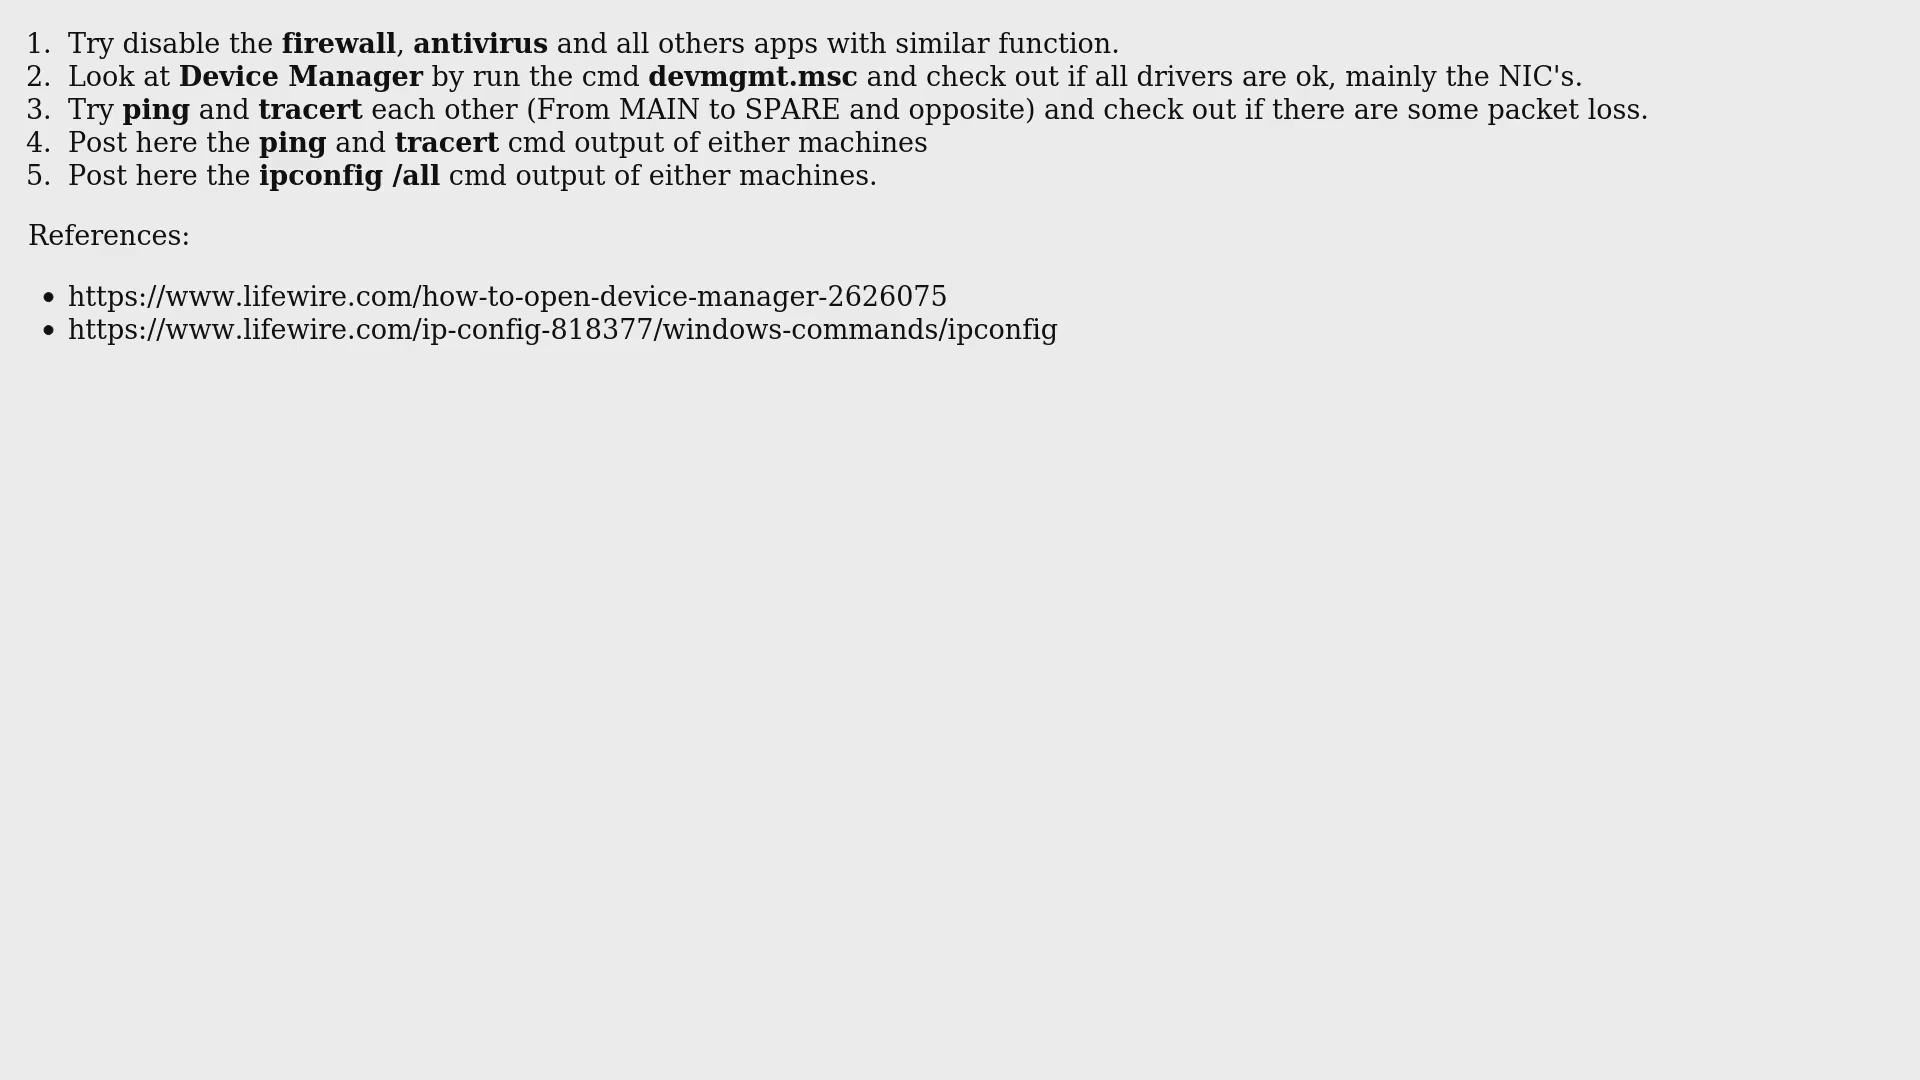 1. Try disable the firewall, antivirus and all others apps with similar function.
2. Look at Device Manager by run the cmd devmgmt.msc and check out if all drivers are ok, mainly the NIC's.
3. Try ping and tracert each other (From MAIN to SPARE and opposite) and check out if there are some packet loss.
4. Post here the ping and tracert cmd output of either machines
5. Post here the ipconfig /all cmd output of either machines.
References:
• https://www.lifewire.com/how-to-open-device-manager-2626075
• https://www.lifewire.com/ip-config-818377/windows-commands/ipconfig